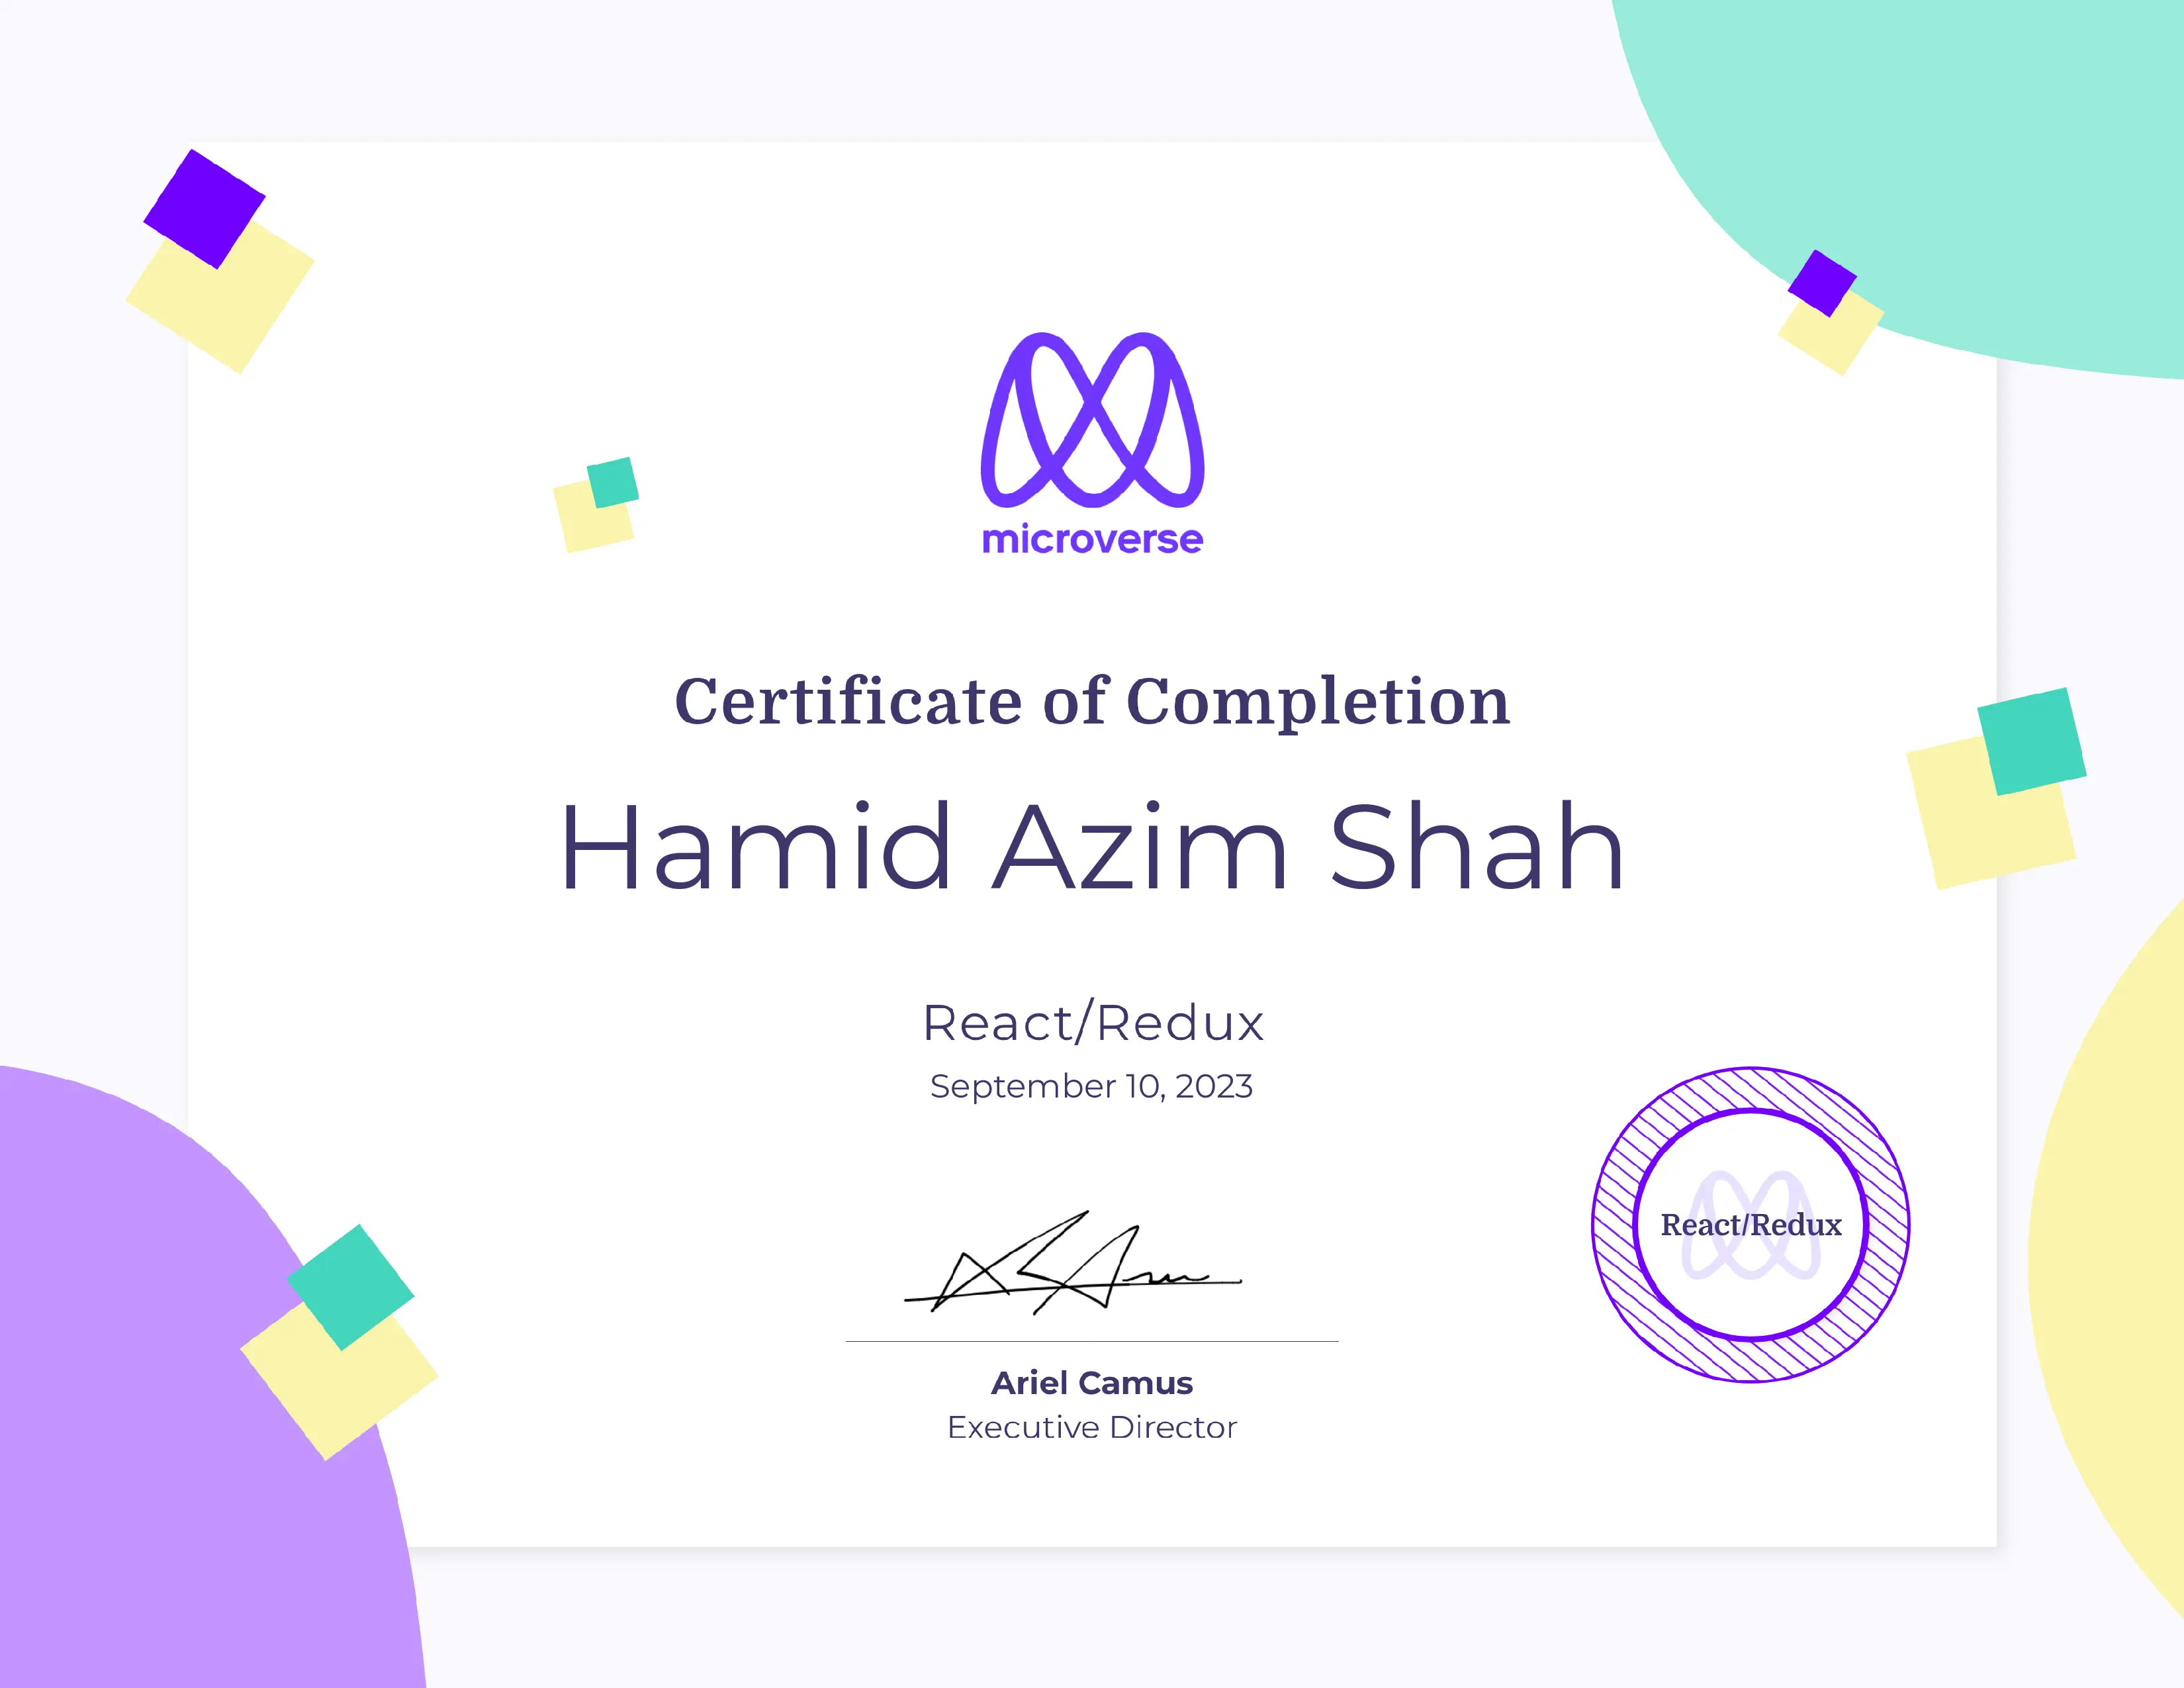 microverse
Certificate of Completion
Hamid Azim Shah
React/Redux
September 10, 2023
React/Redux
Ariel Camus
Executive Director